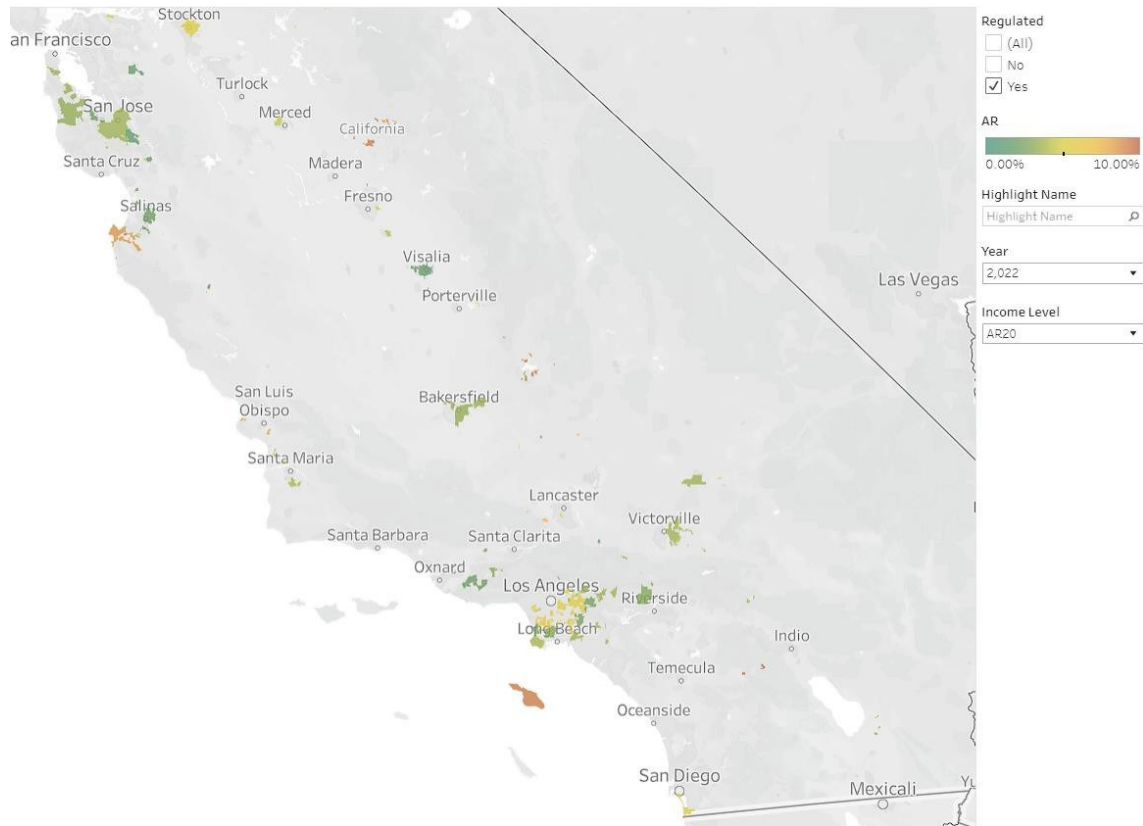 Stockton
an Francisco
Turlock
San Jose
Merced
California
Santa Cruz
Madera
Fresno
Salinas
Visalia
Las Vegas
Porterville
San Luis
Obispo
Bakersfield
Santa Maria
Lancaster
Victorville
Santa Barbara
Santa Clarita
Oxnard
Los Angeles
Riverside
Long Beach
Indio
Temecula
Oceanside
San Diego
Mexicali
Yu
Regulated
(All)
No
Yes
AR
0.00% 10.00%
Highlight Name
Highlight Name
Year
2,022
Income Level
AR20